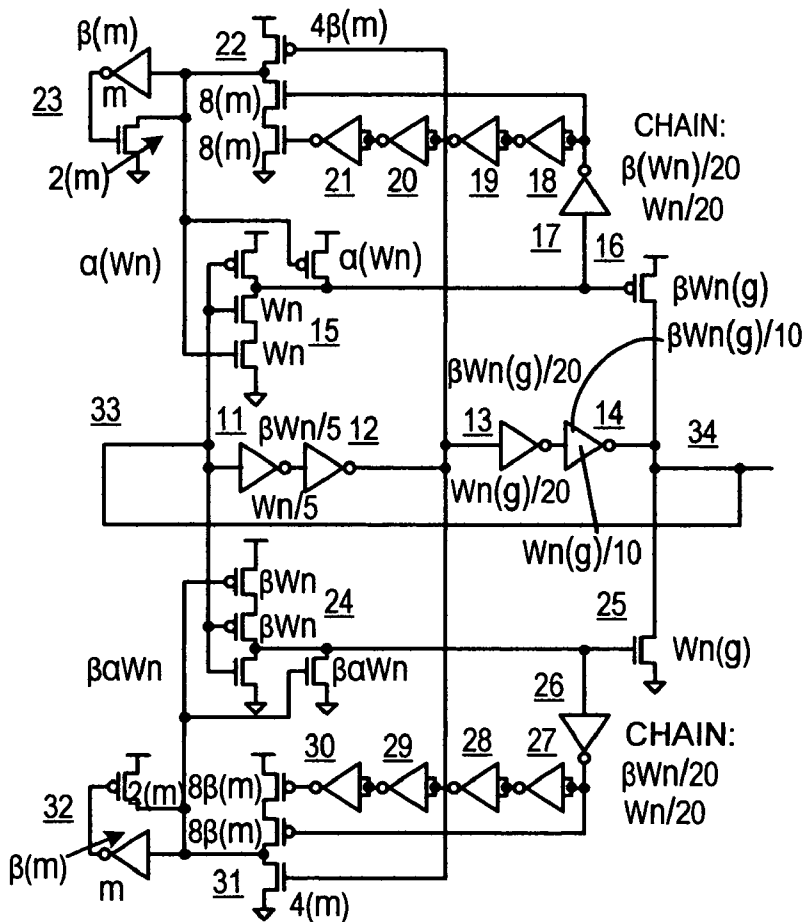 β(m)
22
4β(m)
m
23
8(m)
8(m)
2(m)
21
20
19
18
CHAIN:
β(Wn)/20
Wn/20
17
16
α(Wn)
α(Wn)
βWn(g)
Wn
15
Wn
βWn(g)/10
βWn(g)/20
33
11
βWn/5
12
13
14
34
Wn/5
Wn(g)/20
Wn(g)/10
βWn
24
βWn
25
βαWn
βαWn
Wn(g)
26
30
29
28
27
CHAIN:
βWn/20
Wn/20
8β(m)
2(m)
32
8β(m)
β(m)
m
31
4(m)